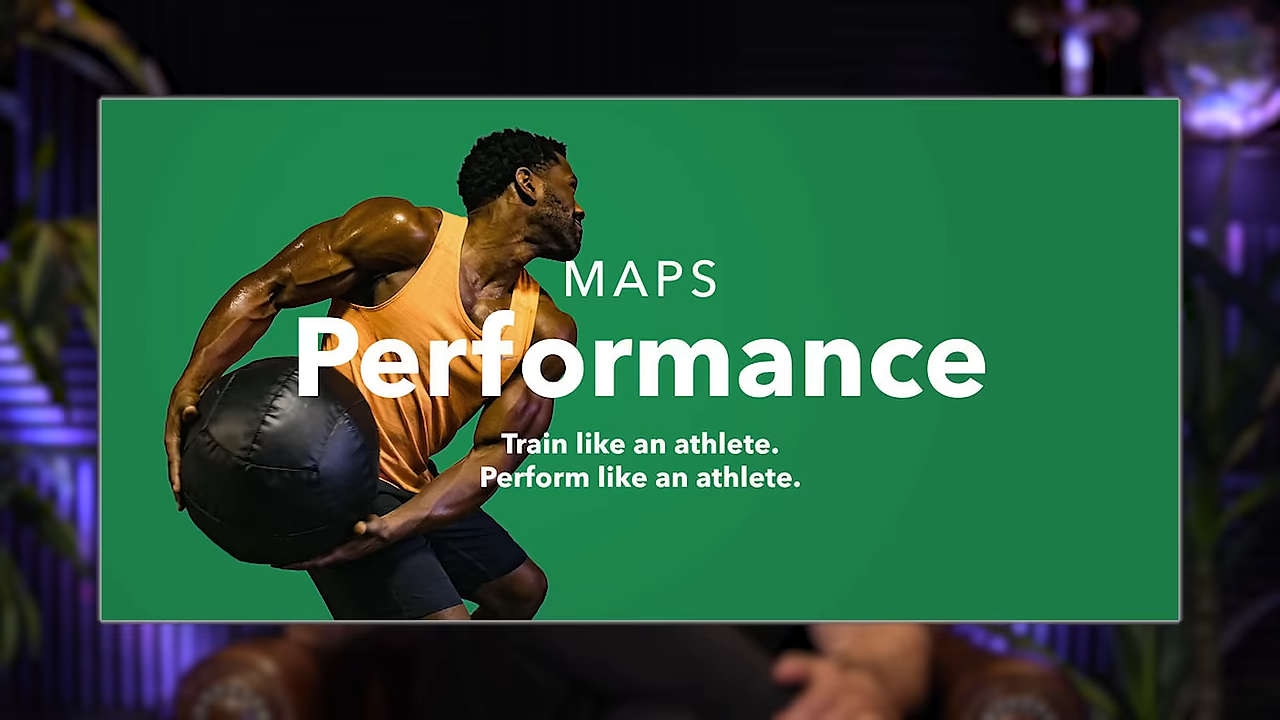 MAPS
Performance
Train like an athlete.
Perform like an athlete.